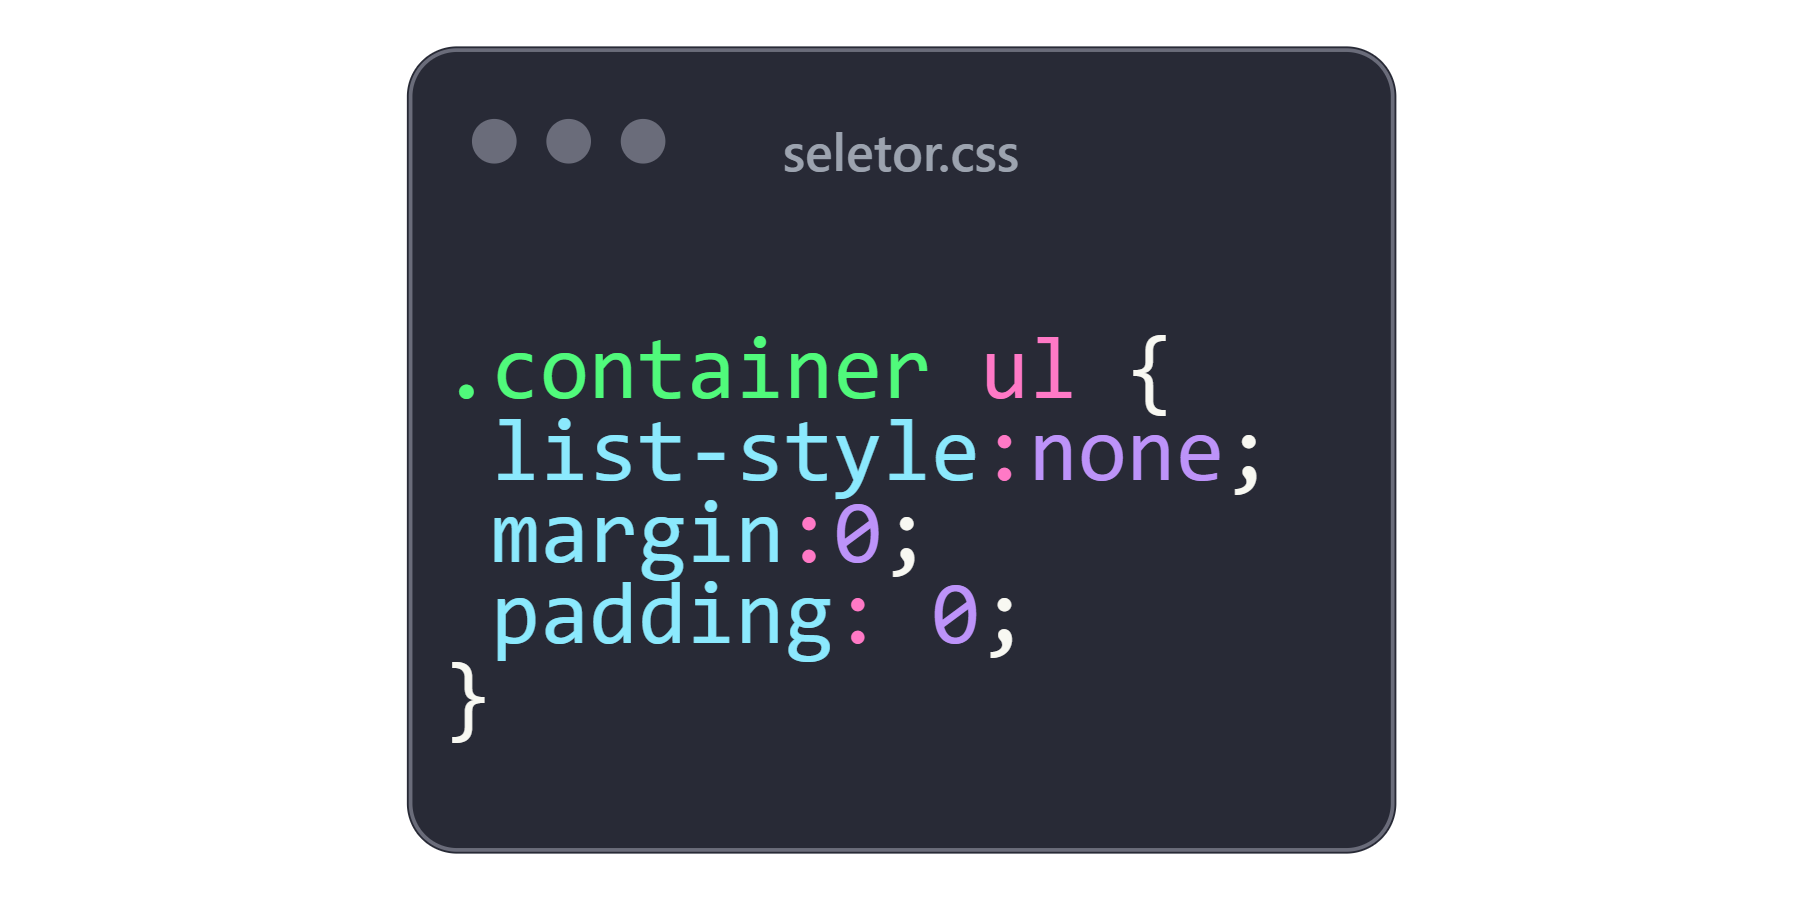 seletor.css
.container ul {
 list-style:none;
 margin:0;
 padding: 0;
}